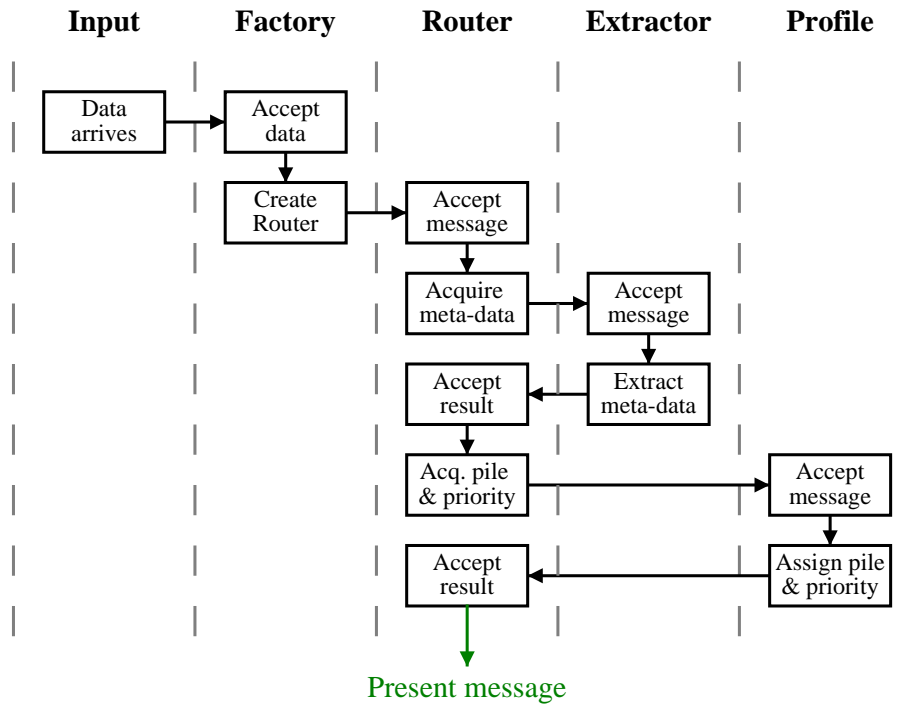 Input Factory Router Extractor Profile
Data
arrives
Accept
data
Create
Router
Accept
message
Acquire
meta-data
Accept
message
Accept
result
Extract
meta-data
Acq. pile
& priority
Accept
message
Accept
result
Assign pile
& priority
Present message